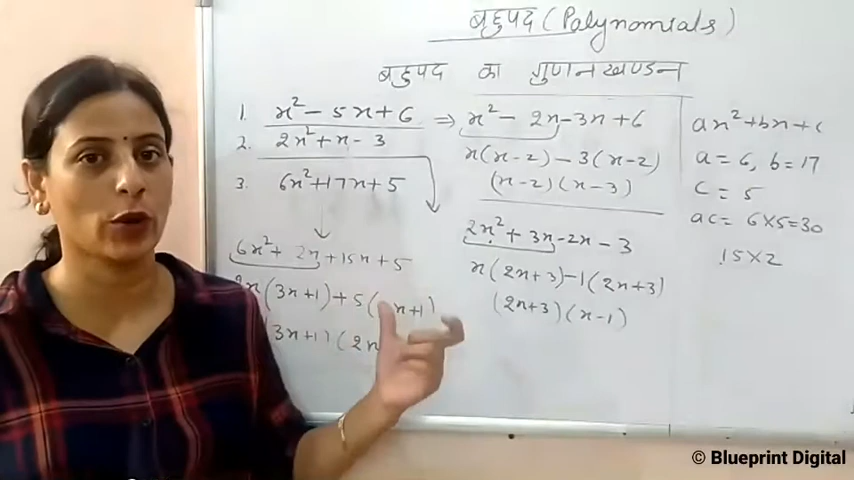 बहुपद (Polynomials)
बहुपद का गुणनखण्डन
1. x² - 5x + 6 ⇒ x² - 2x - 3x + 6
x(x-2) - 3(x-2)
(x-2)(x-3)
2. 2x² + x - 3
2x² + 3x - 2x - 3
x(2x+3) - 1(2x+3)
(2x+3)(x-1)
3. 6x² + 17x + 5
6x² + 2x + 15x + 5
2x(3x+1) + 5( x+1)
3x+1)(2x
ax² + bx + c
a = 6, b = 17
c = 5
ac = 6×5 = 30
15×2
© Blueprint Digital